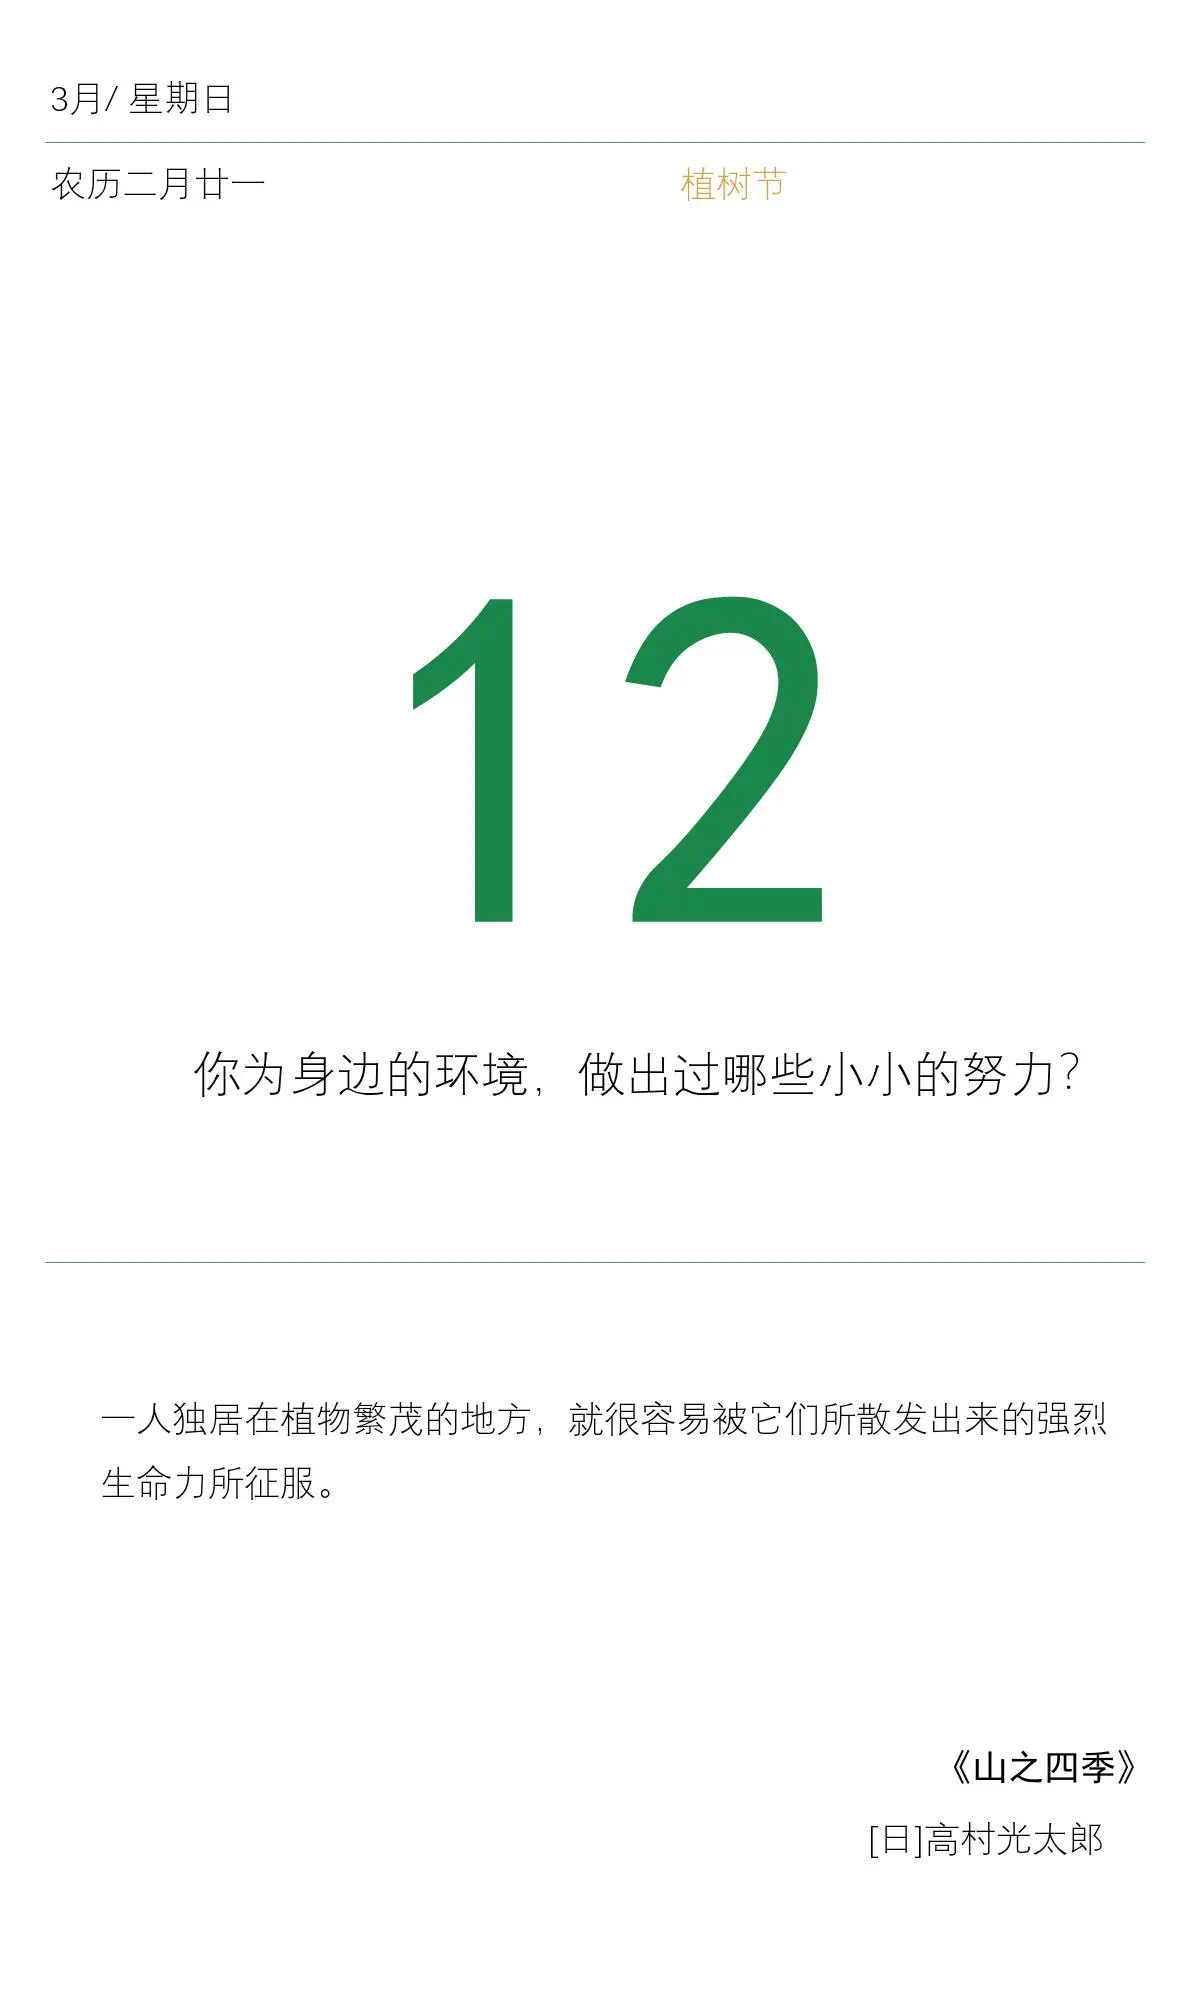 3月/ 星期日
农历二月廿一
植树节
12
你为身边的环境，做出过哪些小小的努力？
一人独居在植物繁茂的地方，就很容易被它们所散发出来的强烈
生命力所征服。
《山之四季》
[日]高村光太郎